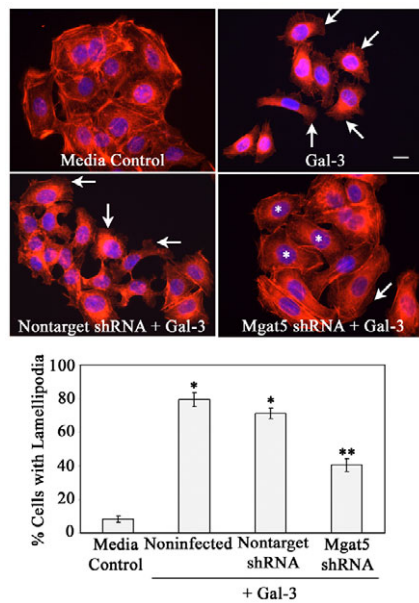 Media Control
Gal-3
Nontarget shRNA + Gal-3
*
*
*
Mgat5 shRNA + Gal-3
% Cells with Lamellipodia
100
80
60
40
20
0
*
*
**
Media
Control
Noninfected
Nontarget
shRNA
Mgat5
shRNA
+ Gal-3